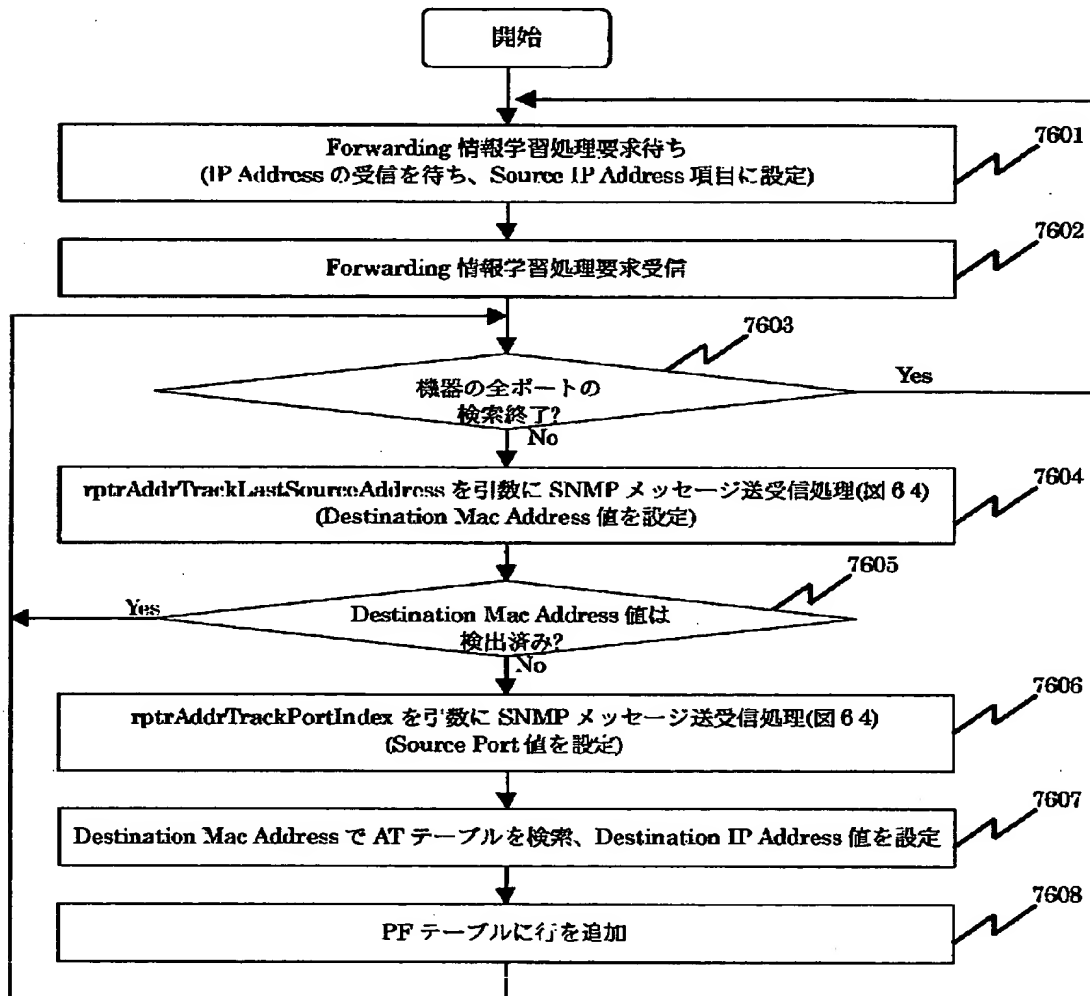 開始
Forwarding 情報学習処理要求待ち
(IP Address の受信を待ち、Source IP Address 項目に設定)
7601
Forwarding 情報学習処理要求受信
7602
機器の全ポートの
検索終了?
7603
Yes
No
rptrAddrTrackLastSourceAddress を引数に SNMP メッセージ送受信処理(図 6 4)
(Destination Mac Address 値を設定)
7604
Destination Mac Address 値は
検出済み?
7605
Yes
No
rptrAddrTrackPortIndex を引数に SNMP メッセージ送受信処理(図 6 4)
(Source Port 値を設定)
7606
Destination Mac Address で AT テーブルを検索、Destination IP Address 値を設定
7607
PF テーブルに行を追加
7608